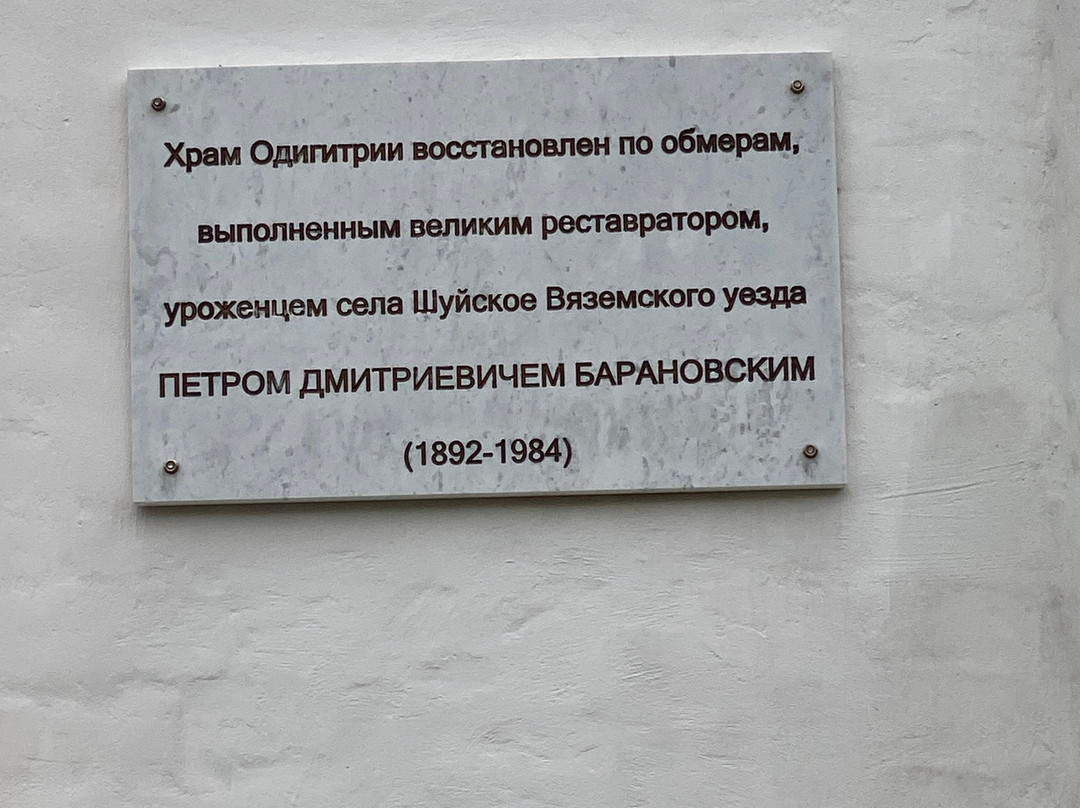 Храм Одигитрии восстановлен по обмерам,
выполненным великим реставратором,
уроженцем села Шуйское Вяземского уезда
ПЕТРОМ ДМИТРИЕВИЧЕМ БАРАНОВСКИМ
(1892-1984)